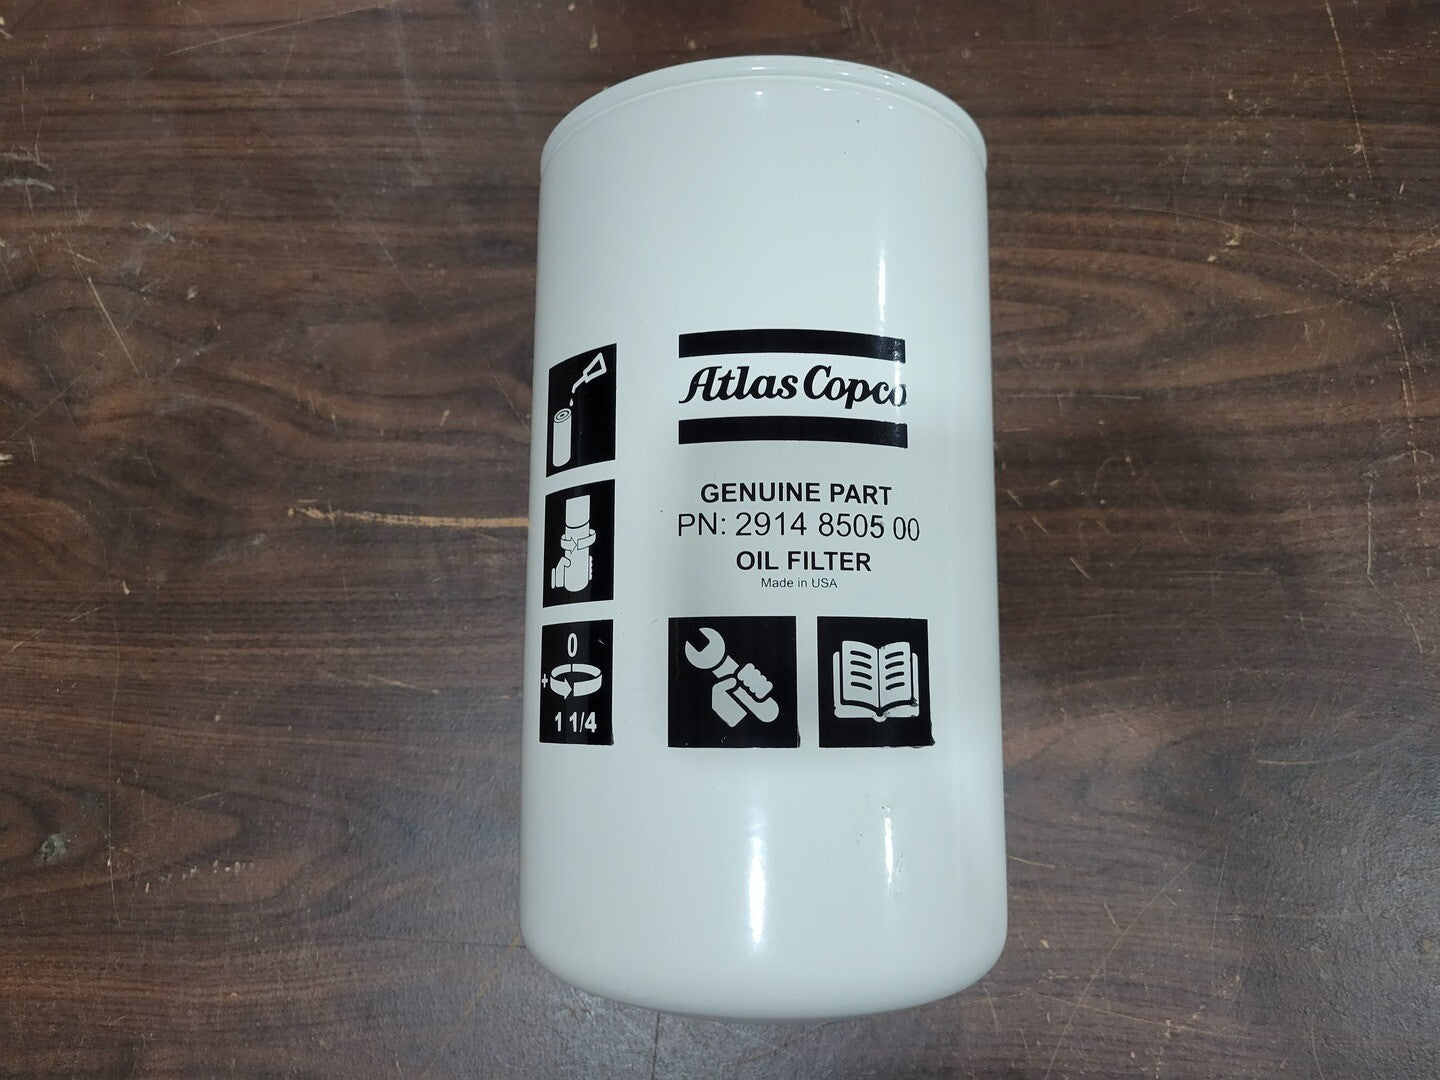 Atlas Copco
GENUINE PART
PN: 2914 8505 00
OIL FILTER
Made in USA
0
+
1 1/4